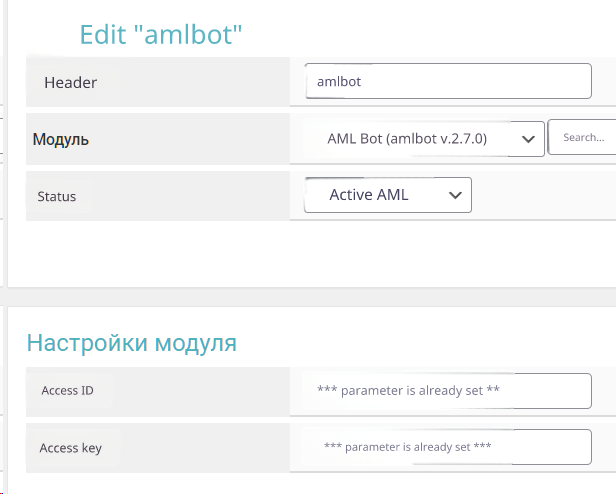 Edit "amlbot"
Header
amlbot
Модуль
AML Bot (amlbot v.2.7.0)
Search...
Status
Active AML
Настройки модуля
Access ID
*** parameter is already set **
Access key
*** parameter is already set ***